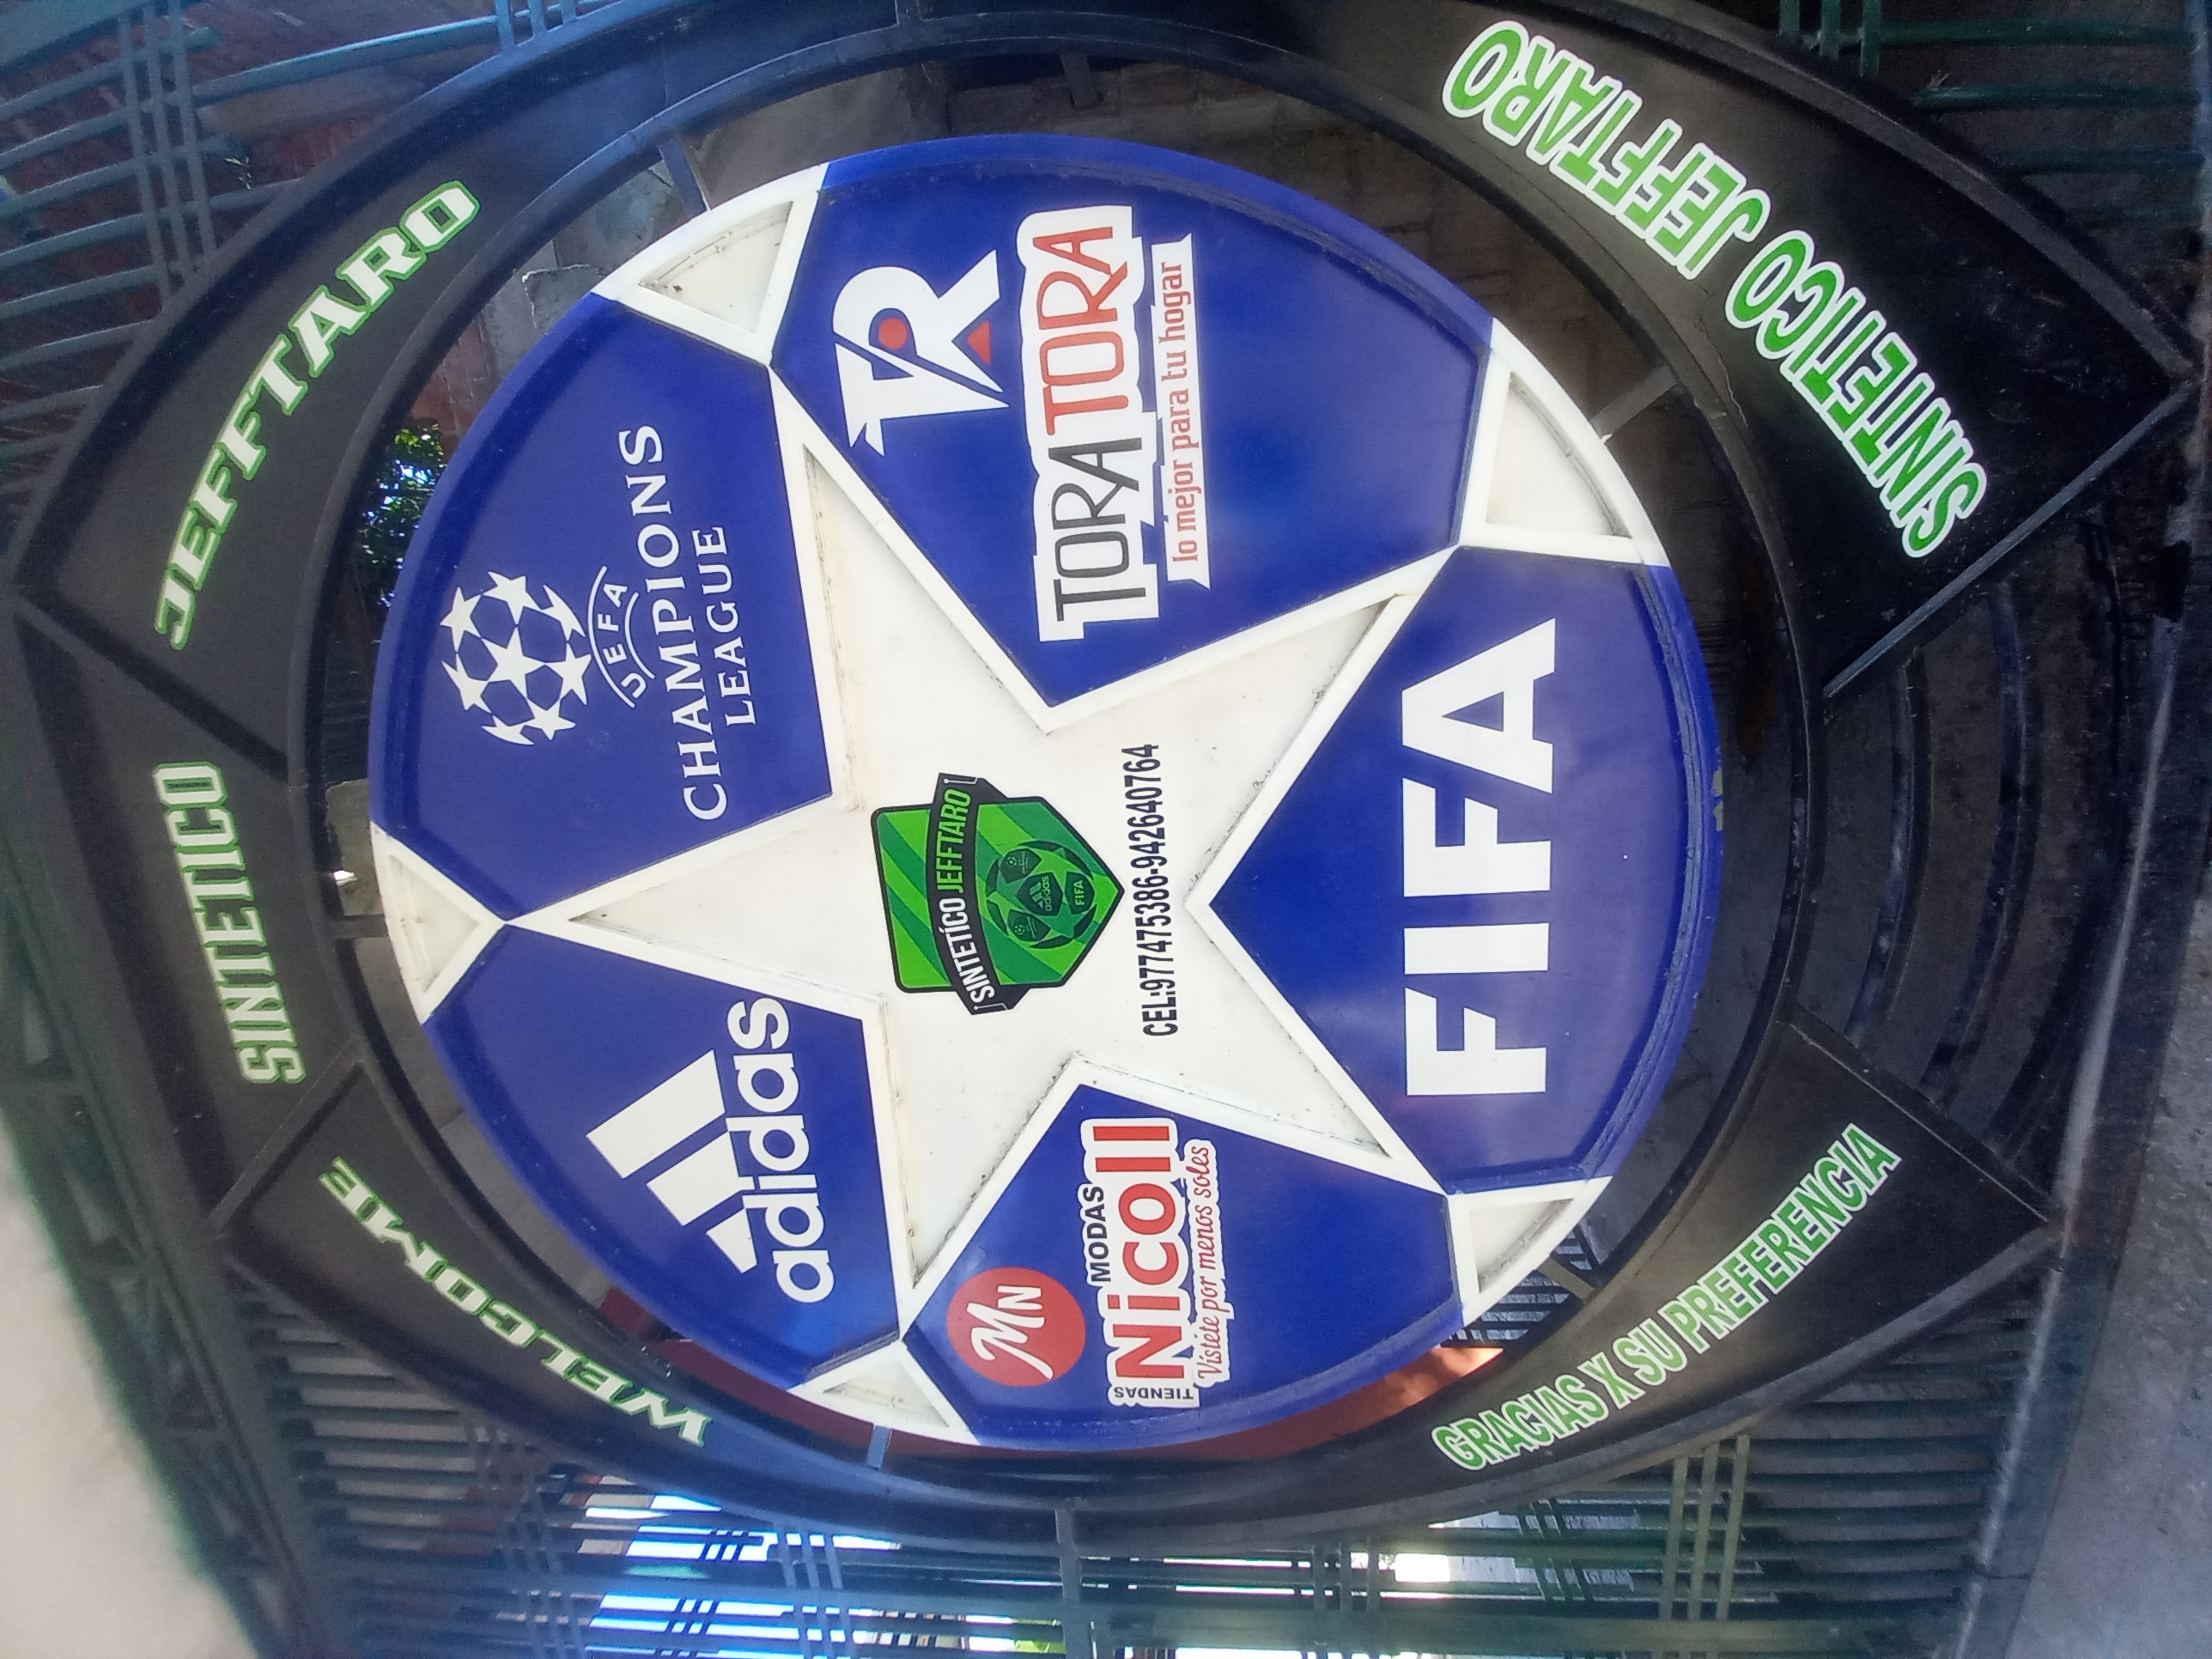 WELCOME
SINTETICO
JEFFTARO
adidas
UEFA
CHAMPIONS
LEAGUE
MN
TIENDAS
MODAS
Nicoll
Vístete por menos soles
SINTETÍCO JEFFTARO
adidas
FIFA
CEL:977475386-942640764
TR
TORA TORA
lo mejor para tu hogar
FIFA
GRACIAS X SU PREFERENCIA
SINTETICO JEFFTARO